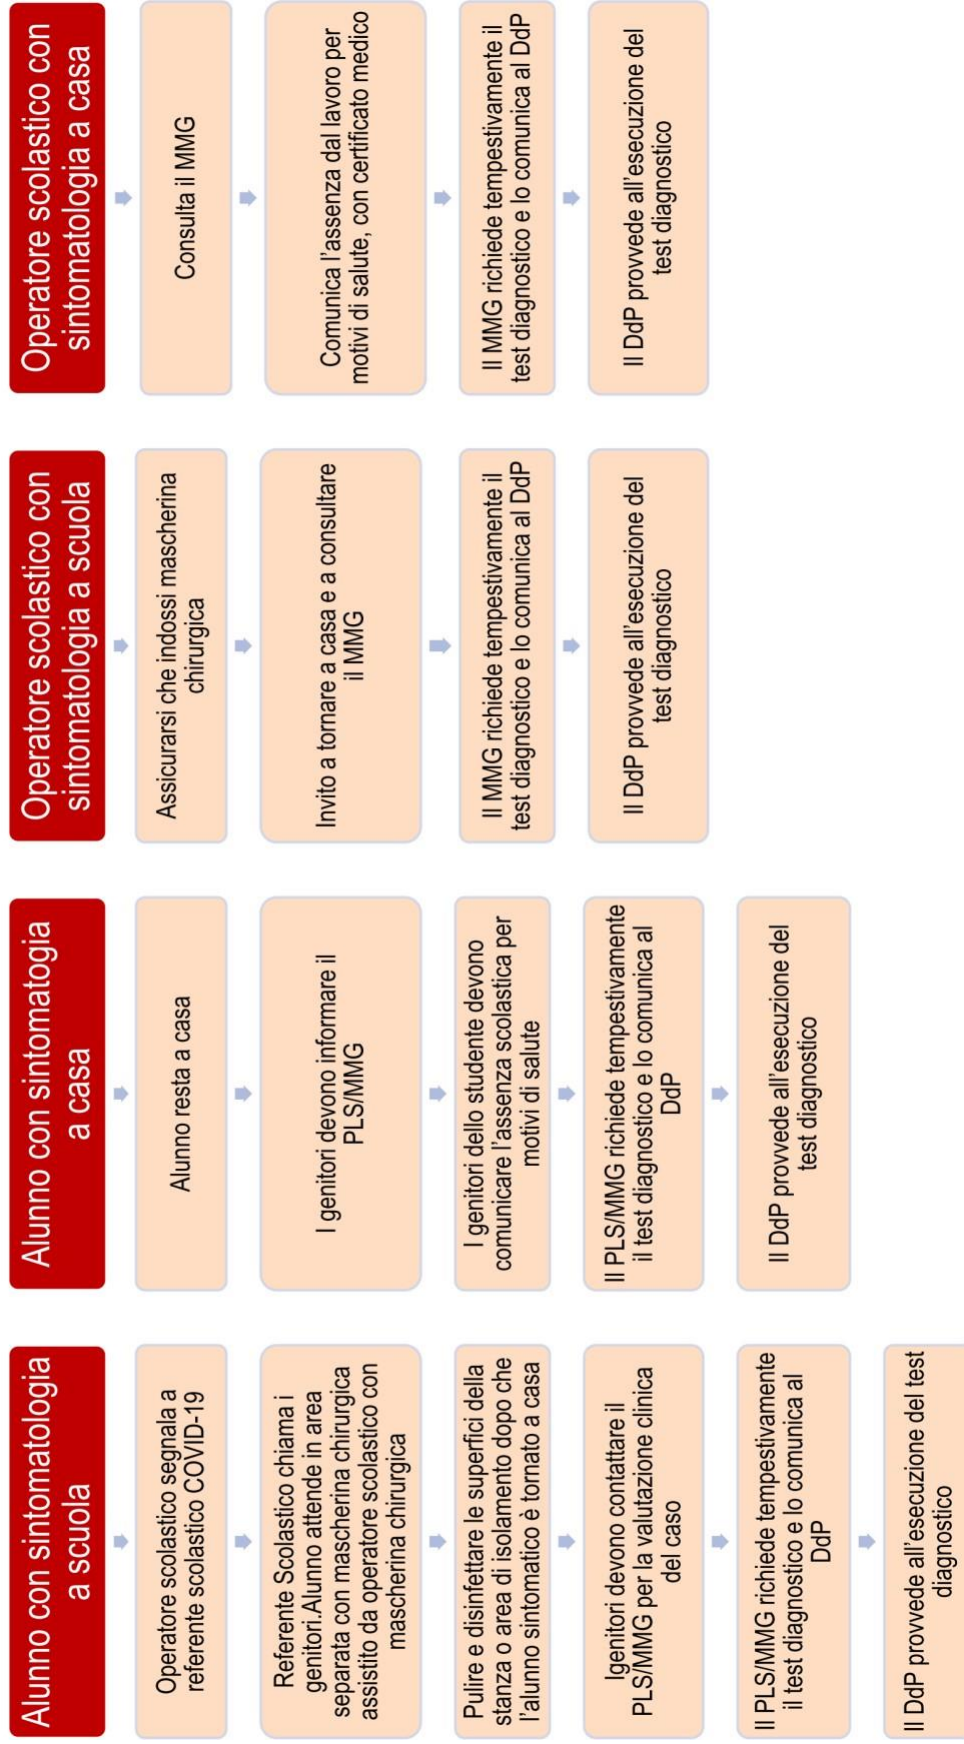 Alunno con sintomatologia
a scuola
Operatore scolastico segnala a
referente scolastico COVID-19
Referente Scolastico chiama i
genitori.Alunno attende in area
separata con mascherina chirurgica
assistito da operatore scolastico con
mascherina chirurgica
Pulire e disinfettare le superfici della
stanza o area di isolamento dopo che
l'alunno sintomatico è tornato a casa
Igenitori devono contattare il
PLS/MMG per la valutazione clinica
del caso
Il PLS/MMG richiede tempestivamente
il test diagnostico e lo comunica al
DdP
Il DdP provvede all'esecuzione del test
diagnostico
Alunno con sintomatogia
a casa
Alunno resta a casa
I genitori devono informare il
PLS/MMG
I genitori dello studente devono
comunicare l'assenza scolastica per
motivi di salute
Il PLS/MMG richiede tempestivamente
il test diagnostico e lo comunica al
DdP
Il DdP provvede all'esecuzione del
test diagnostico
Operatore scolastico con
sintomatologia a scuola
Assicurarsi che indossi mascherina
chirurgica
Invito a tornare a casa e a consultare
il MMG
Il MMG richiede tempestivamente il
test diagnostico e lo comunica al DdP
Il DdP provvede all'esecuzione del
test diagnostico
Operatore scolastico con
sintomatologia a casa
Consulta il MMG
Comunica l'assenza dal lavoro per
motivi di salute, con certificato medico
Il MMG richiede tempestivamente il
test diagnostico e lo comunica al DdP
Il DdP provvede all'esecuzione del
test diagnostico